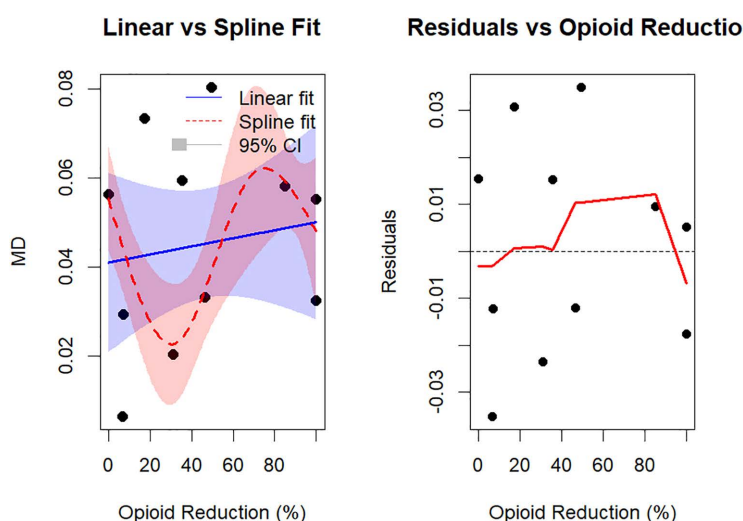 Linear vs Spline Fit
0.08
0.06
0.04
0.02
MD
Linear fit
Spline fit
95% CI
0 20 40 60 80
Opioid Reduction (%)
Residuals vs Opioid Reductio
0.03
0.01
-0.01
-0.03
Residuals
0 20 40 60 80
Opioid Reduction (%)